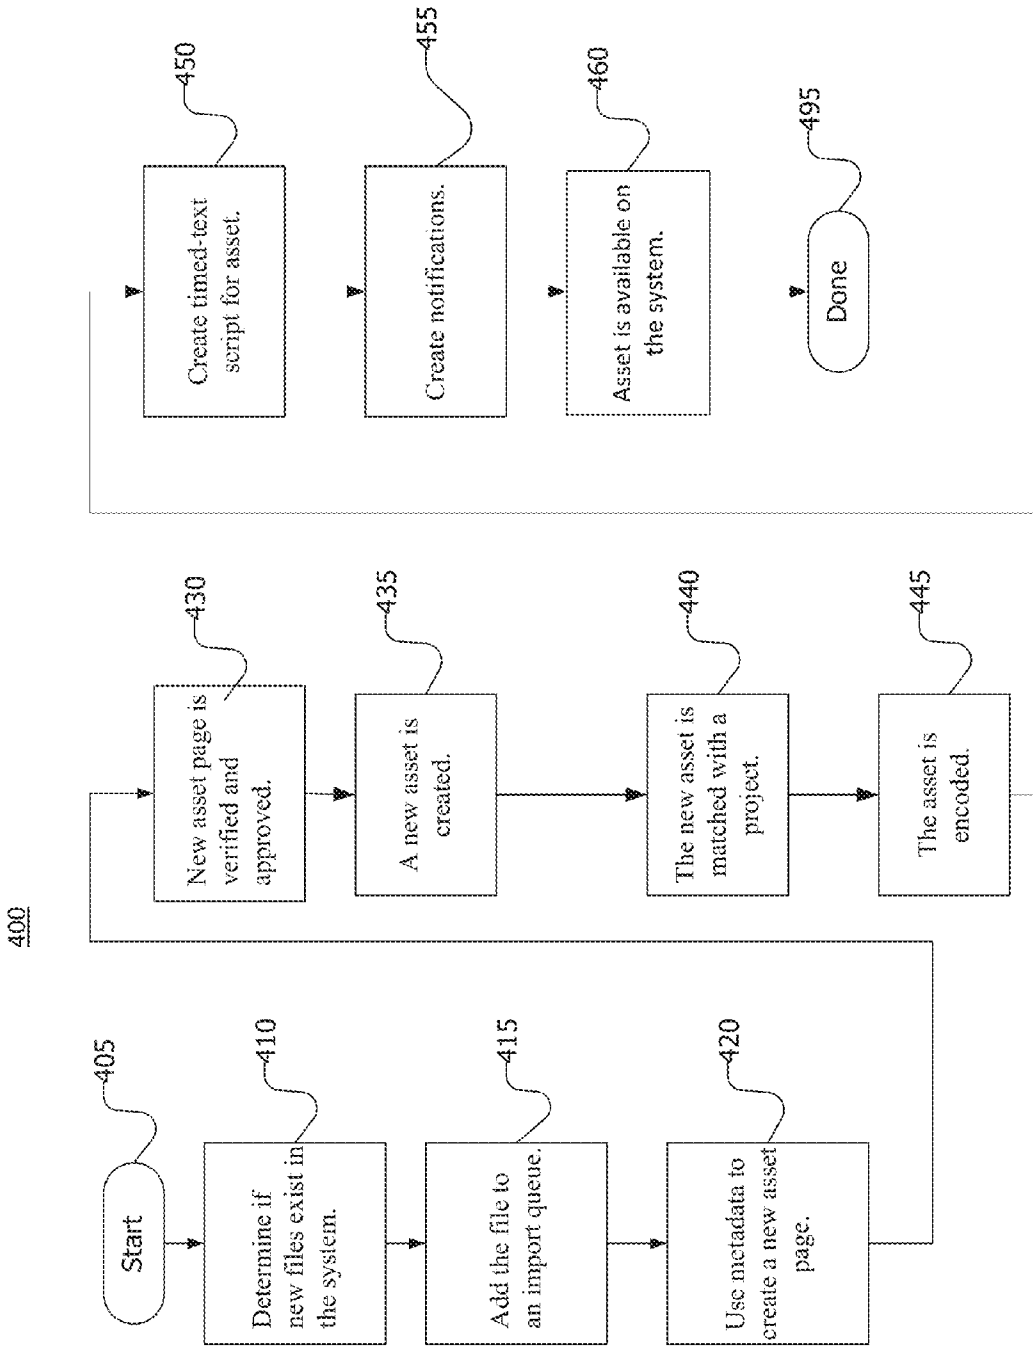 400
Start
405
Determine if
new files exist in
the system.
410
Add the file to
an import queue.
415
Use metadata to
create a new asset
page.
420
New asset page is
verified and
approved.
430
A new asset is
created.
435
The new asset is
matched with a
project.
440
The asset is
encoded.
445
Create timed-text
script for asset.
450
Create notifications.
455
Asset is available on
the system.
460
Done
495